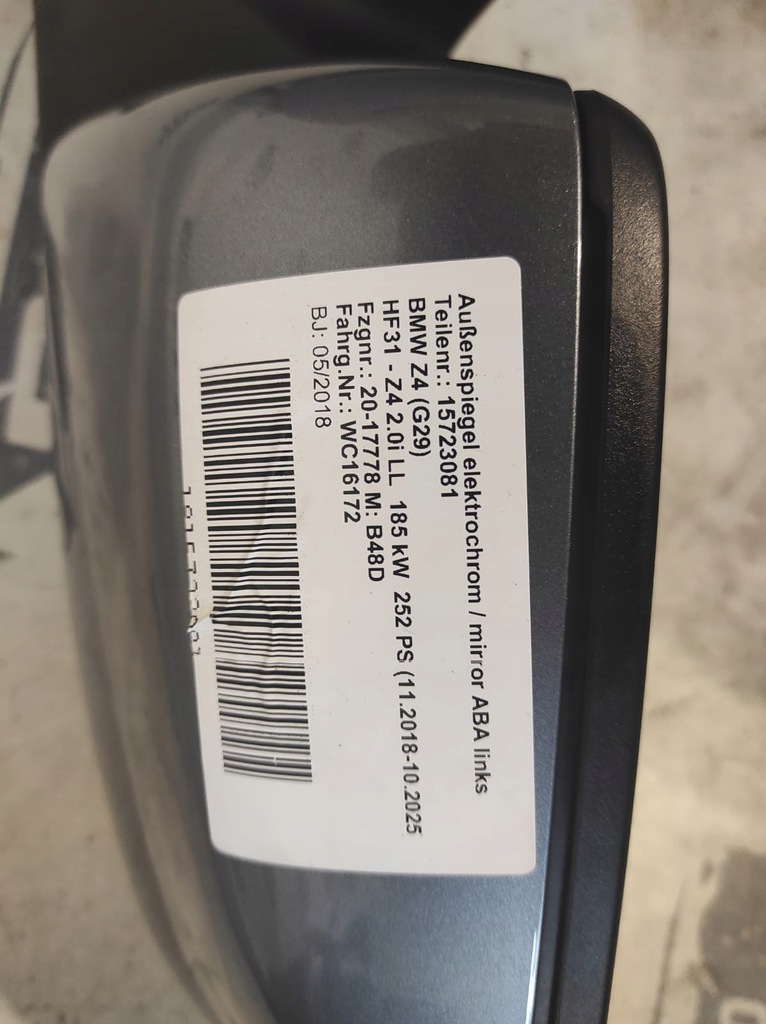 Außenspiegel elektrochrom / mirror ABA links
Teilenr.: 15723081
BMW Z4 (G29)
HF31 - Z4 2.0i LL 185 kW 252 PS (11.2018-10.2025
Fzgnr.: 20-17778 M: B48D
Fahrg.Nr.: WC16172
BJ: 05/2018